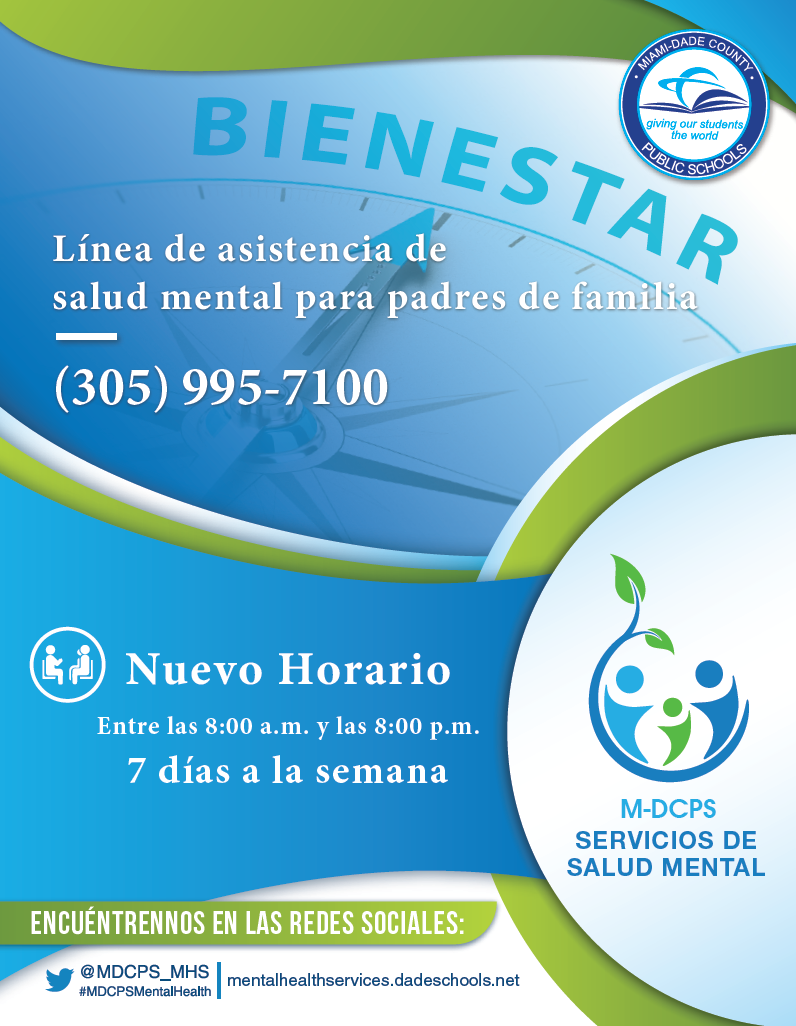 MIAMI-DADE COUNTY
giving our students
the world
PUBLIC SCHOOLS
BIENESTAR
Línea de asistencia de
salud mental para padres de familia
(305) 995-7100
Nuevo Horario
Entre las 8:00 a.m. y las 8:00 p.m.
7 días a la semana
M-DCPS
SERVICIOS DE
SALUD MENTAL
ENCUÉNTRENNOS EN LAS REDES SOCIALES:
@MDCPS_MHS
#MDCPSMentalHealth
mentalhealthservices.dadeschools.net